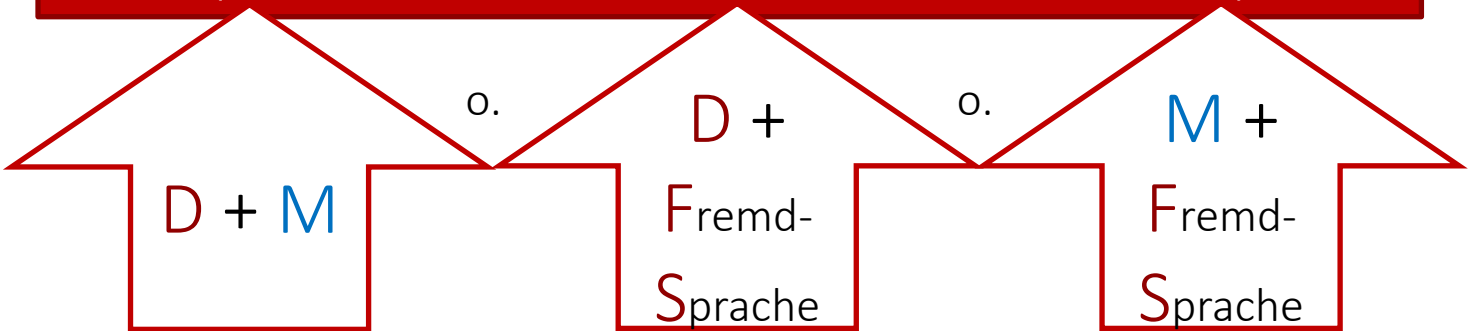 D + M
o.
D +
Fremd-
Sprache
o.
M +
Fremd-
Sprache